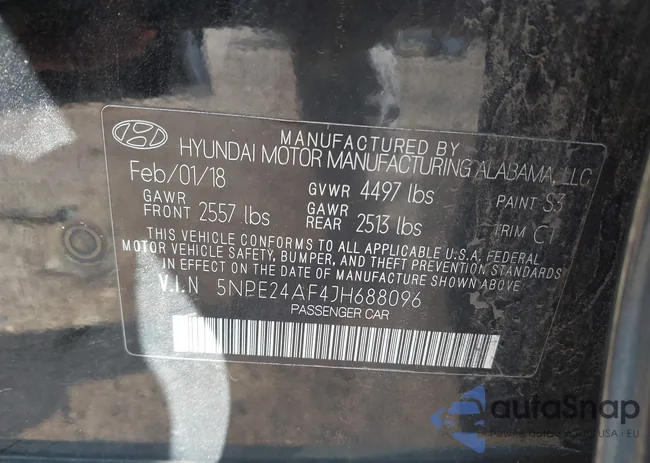 MANUFACTURED BY
HYUNDAI MOTOR MANUFACTURING ALABAMA, LLC
Feb/01/18 GVWR 4497 lbs PAINT S3
GAWR FRONT 2557 lbs GAWR REAR 2513 lbs TRIM C1
THIS VEHICLE CONFORMS TO ALL APPLICABLE U.S.A. FEDERAL
MOTOR VEHICLE SAFETY, BUMPER, AND THEFT PREVENTION STANDARDS
IN EFFECT ON THE DATE OF MANUFACTURE SHOWN ABOVE.
V.I.N 5NPE24AF4JH688096
PASSENGER CAR
autoSnap
USA | EU